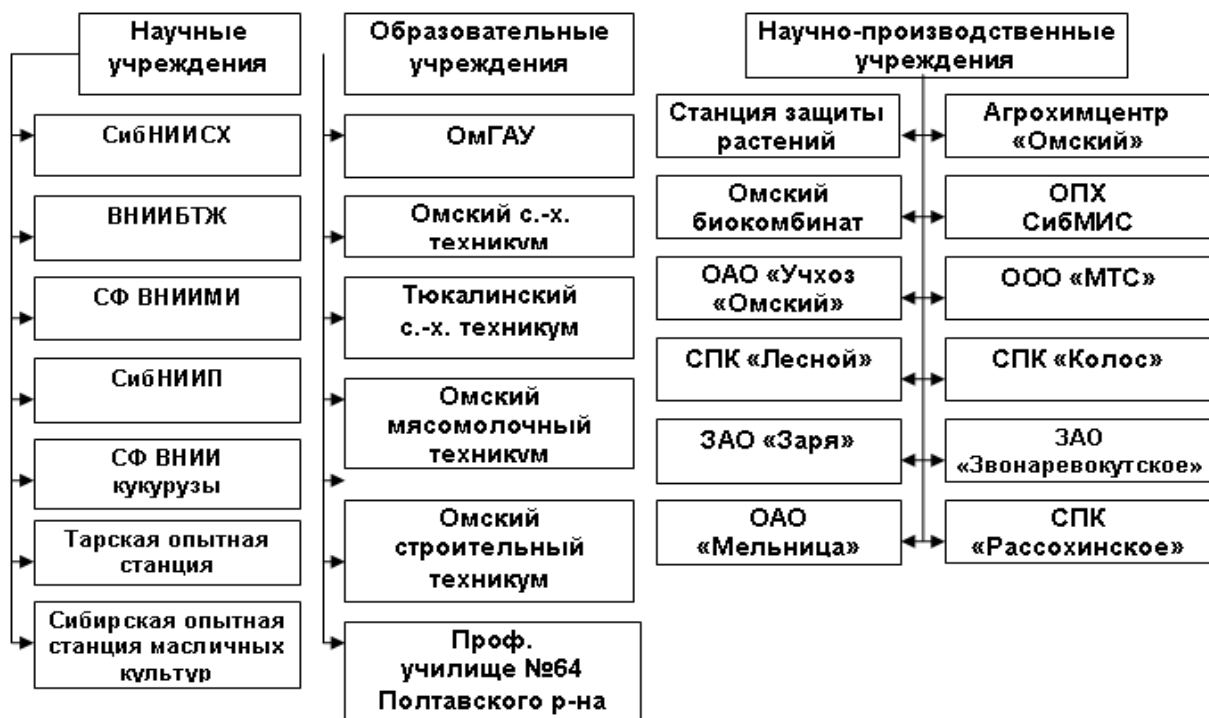 Научные
учреждения
СибНИИСХ
ВНИИБТЖ
СФ ВНИИМИ
СибНИИП
СФ ВНИИ
кукурузы
Тарская опытная
станция
Сибирская опытная
станция масличных
культур
Образовательные
учреждения
ОмГАУ
Омский с.-х.
техникум
Тюкалинский
с.-х. техникум
Омский
мясомолочный
техникум
Омский
строительный
техникум
Проф.
училище №64
Полтавского р-на
Научно-производственные
учреждения
Станция защиты
растений
Агрохимцентр
«Омский»
Омский
биокомбинат
ОПХ
СибМИС
ОАО «Учхоз
«Омский»
ООО «МТС»
СПК «Лесной»
СПК «Колос»
ЗАО «Заря»
ЗАО
«Звонаревокутское»
ОАО
«Мельница»
СПК
«Рассохинское»